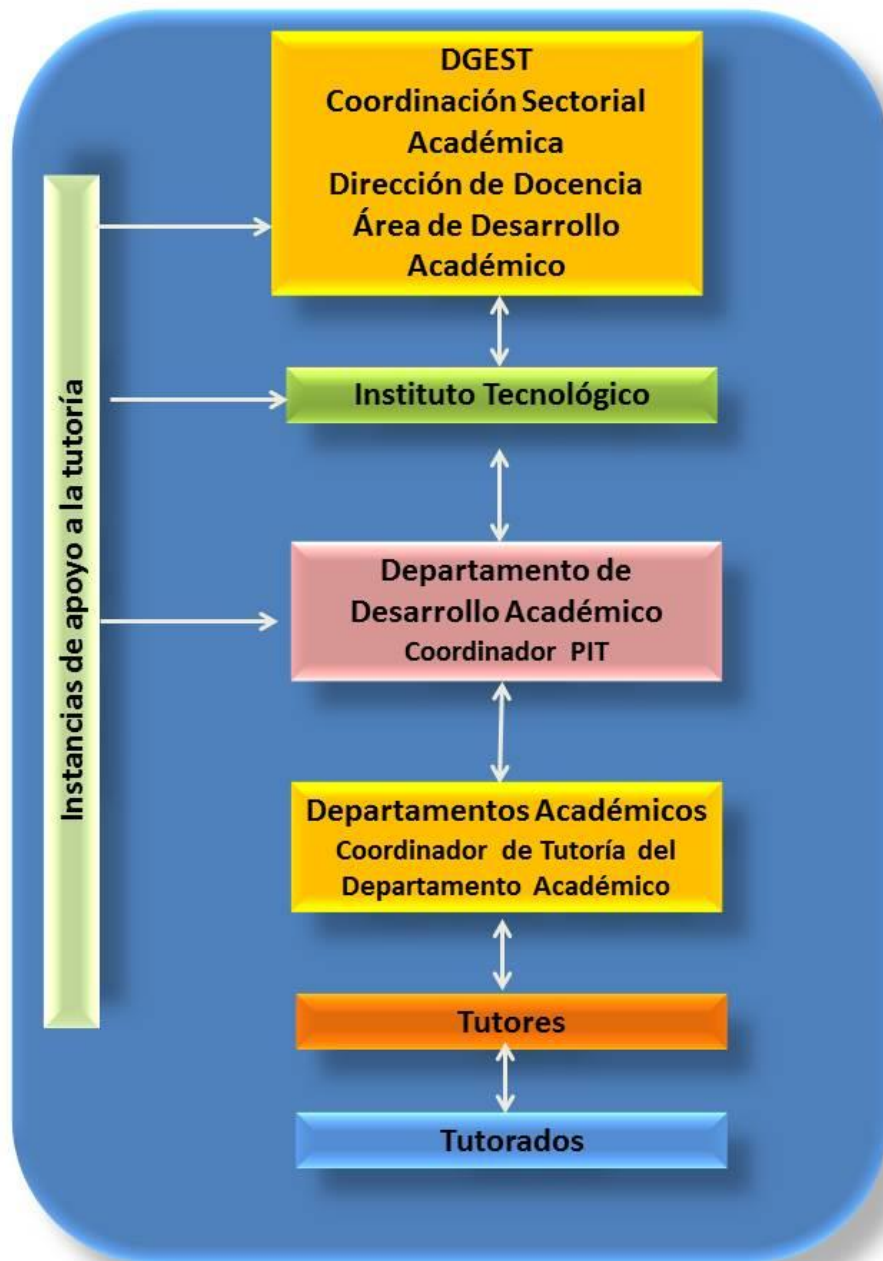 DGEST
Coordinación Sectorial
Académica
Dirección de Docencia
Área de Desarrollo
Académico
Instancias de apoyo a la tutoría
Instituto Tecnológico
Departamento de
Desarrollo Académico
Coordinador PIT
Departamentos Académicos
Coordinador de Tutoría del
Departamento Académico
Tutores
Tutorados